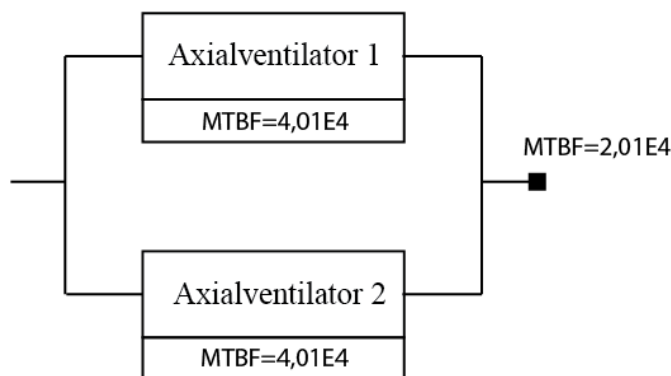 Axialventilator 1
MTBF=4,01E4
MTBF=2,01E4
Axialventilator 2
MTBF=4,01E4